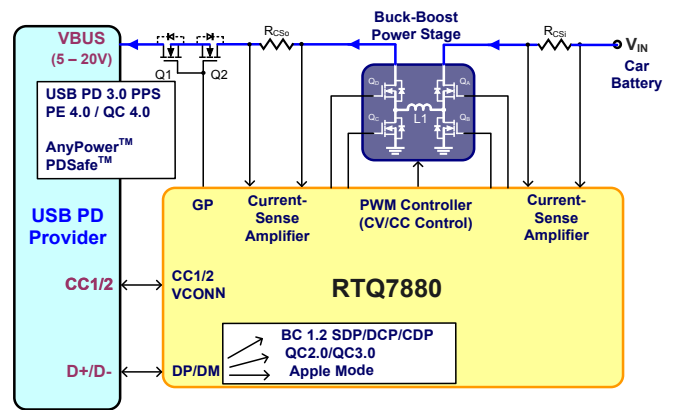 VBUS
(5 – 20V)
Q1
Q2
RCSo
Buck-Boost
Power Stage
RCSi
VIN
Car
Battery
QD
QA
QC
QB
L1
USB PD 3.0 PPS
PE 4.0 / QC 4.0
AnyPower™
PDSafe™
USB PD
Provider
GP
Current-
Sense
Amplifier
PWM Controller
(CV/CC Control)
Current-
Sense
Amplifier
CC1/2
CC1/2
VCONN
RTQ7880
D+/D-
DP/DM
BC 1.2 SDP/DCP/CDP
QC2.0/QC3.0
Apple Mode